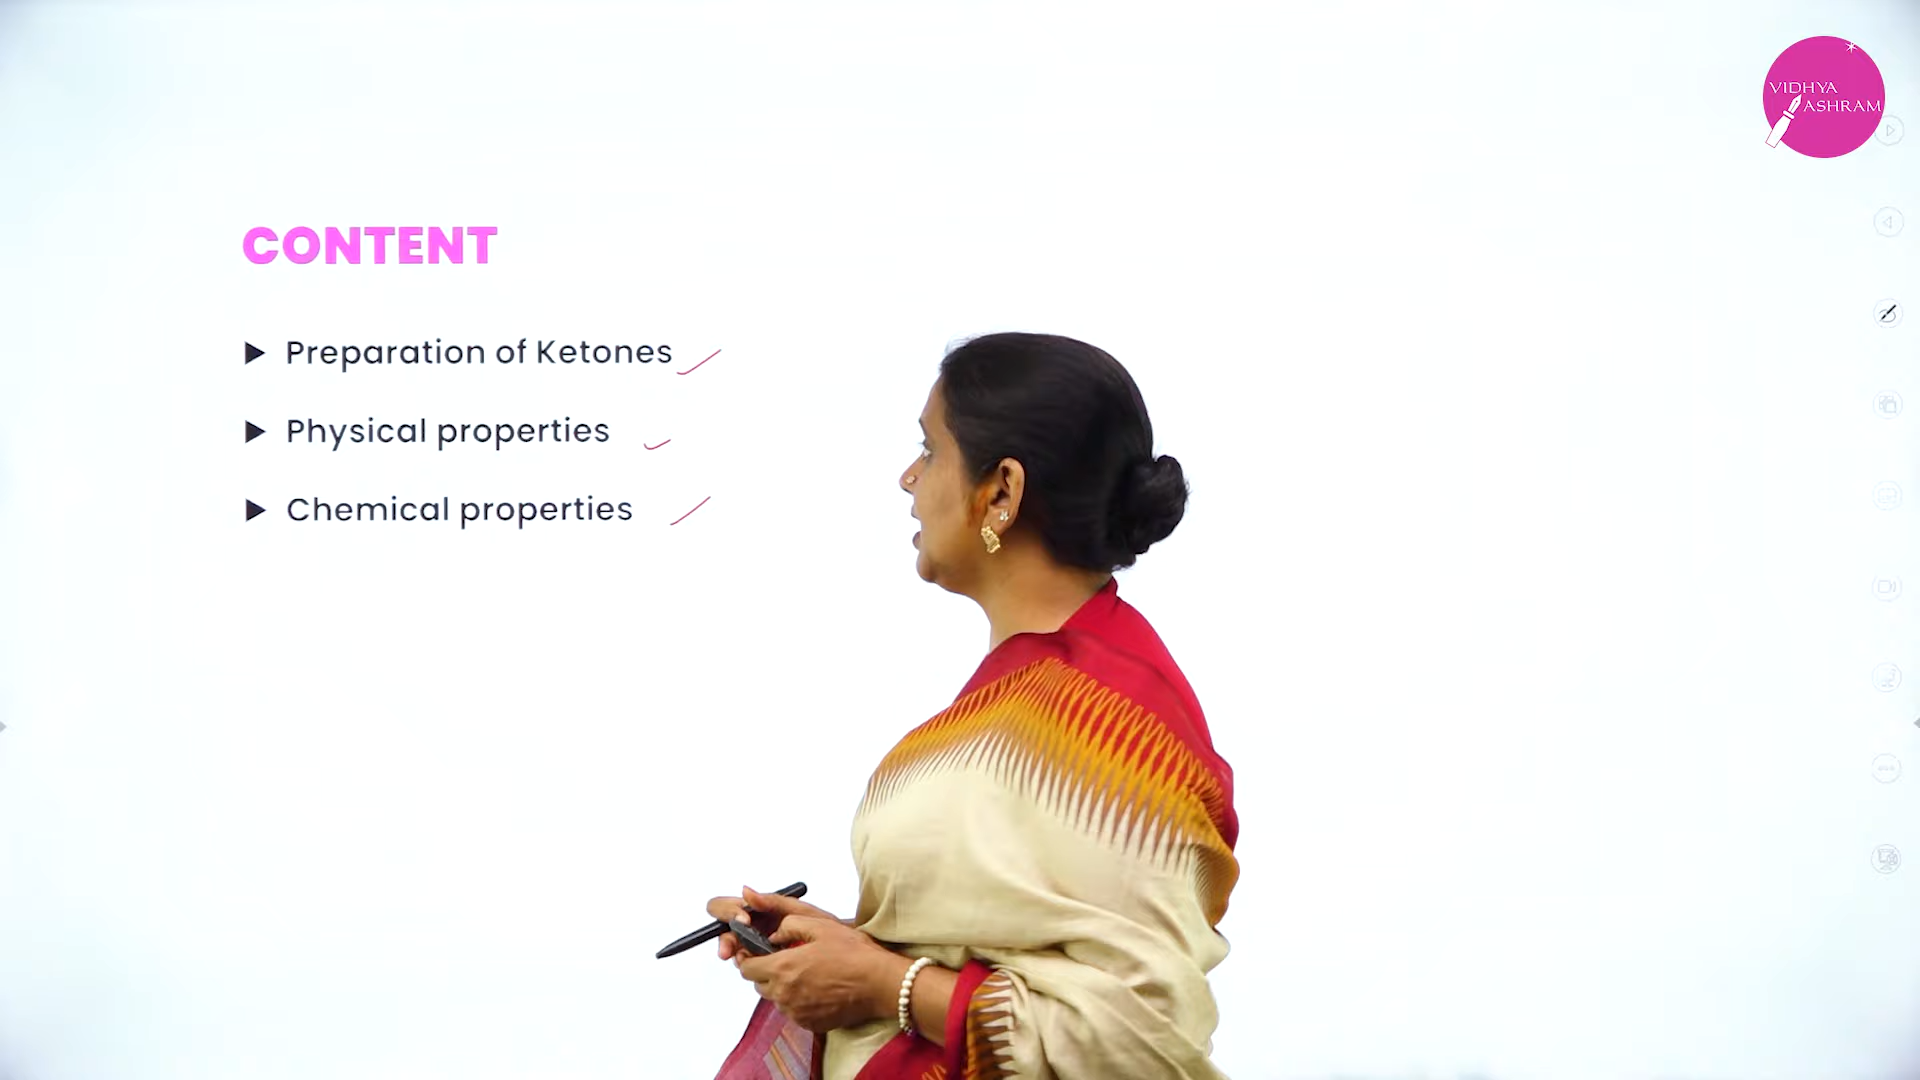 VIDHYA
ASHRAM
CONTENT
▶ Preparation of Ketones
▶ Physical properties
▶ Chemical properties